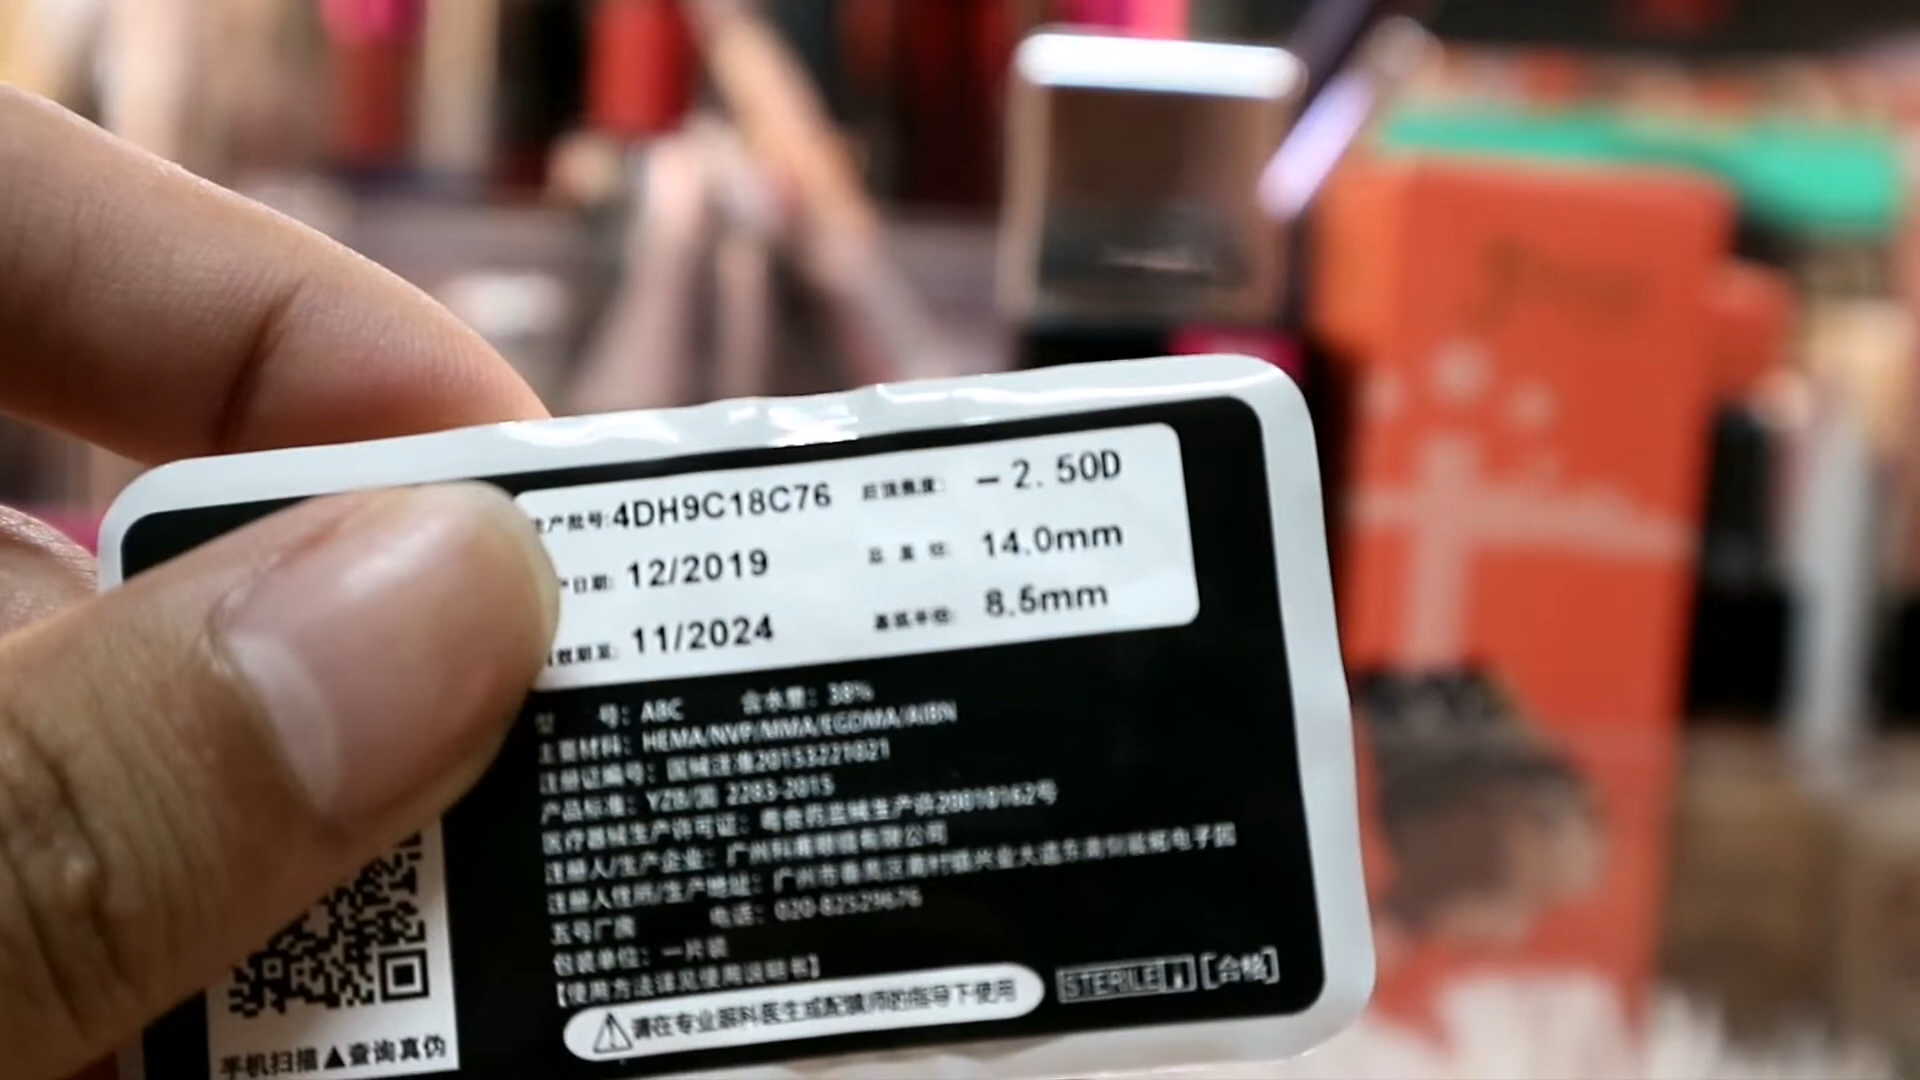 生产批号:4DH9C18C76 后顶焦度: -2.50D
产日期: 12/2019 总直径: 14.0mm
有效期至: 11/2024 基弧半径: 8.5mm
型 号: ABC 含水量: 38%
主要材料: HEMA/NVP/MMA/EGDMA/AIBN
注册证编号: 国械注准20153221021
产品标准: YZB/国 2283-2015
医疗器械生产许可证: 粤食药监械生产许20010162号
注册人/生产企业: 广州科甫眼镜有限公司
注册人住所/生产地址: 广州市番禺区南村镇兴业大道东
五号厂房 电话: 020-82529676
包装单位: 一片装
【使用方法详见使用说明书】
请在专业眼科医生或配镜师的指导下使用
STERILE [合格]
手机扫描▲查询真伪